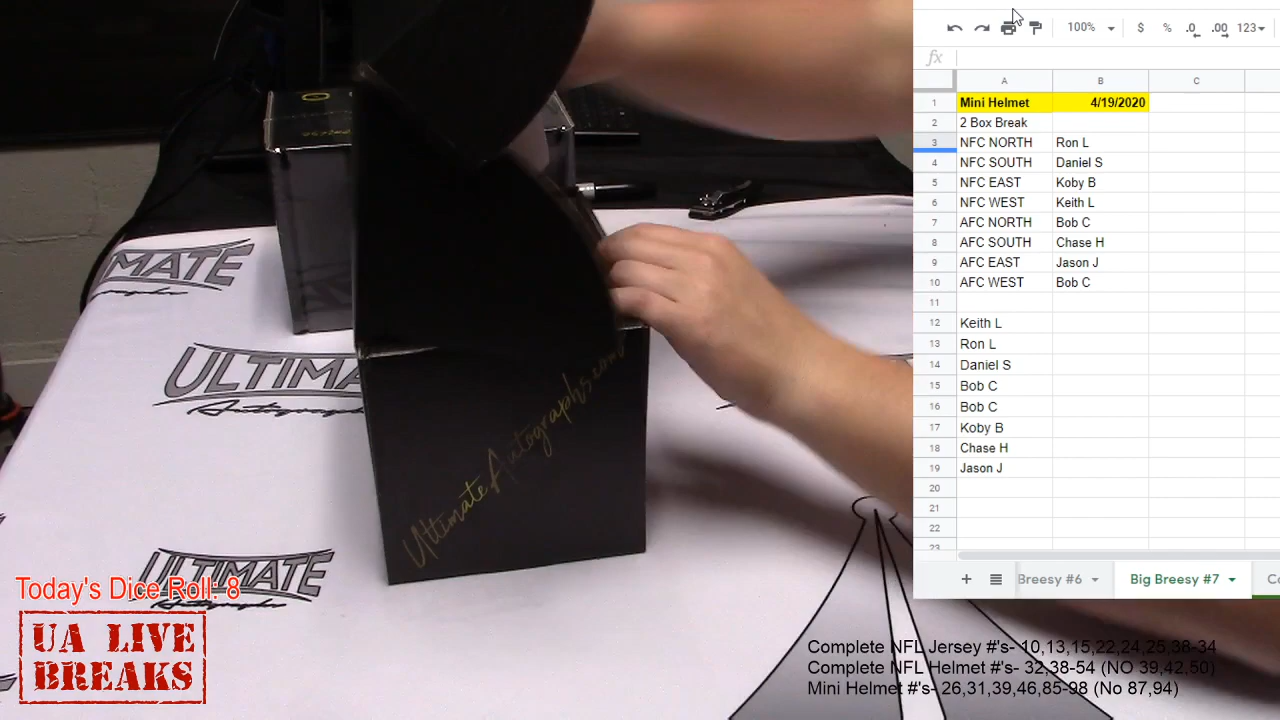 100% $ % .0 .00 123
fx
A B C
1 Mini Helmet 4/19/2020
2 2 Box Break
3 NFC NORTH Ron L
4 NFC SOUTH Daniel S
5 NFC EAST Koby B
6 NFC WEST Keith L
7 AFC NORTH Bob C
8 AFC SOUTH Chase H
9 AFC EAST Jason J
10 AFC WEST Bob C
11
12 Keith L
13 Ron L
14 Daniel S
15 Bob C
16 Bob C
17 Koby B
18 Chase H
19 Jason J
20
21
22
23
Breesy #6 Big Breesy #7
ULTIMATE
Autographs
ULTIMATE
Autographs
UltimateAutographs.com
ULTIMATE
Autographs
Today's Dice Roll: 8
UA LIVE
BREAKS
Complete NFL Jersey #'s- 10,13,15,22,24,25,38-34
Complete NFL Helmet #'s- 32,38-54 (NO 39,42,50)
Mini Helmet #'s- 26,31,39,46,85-98 (No 87,94)